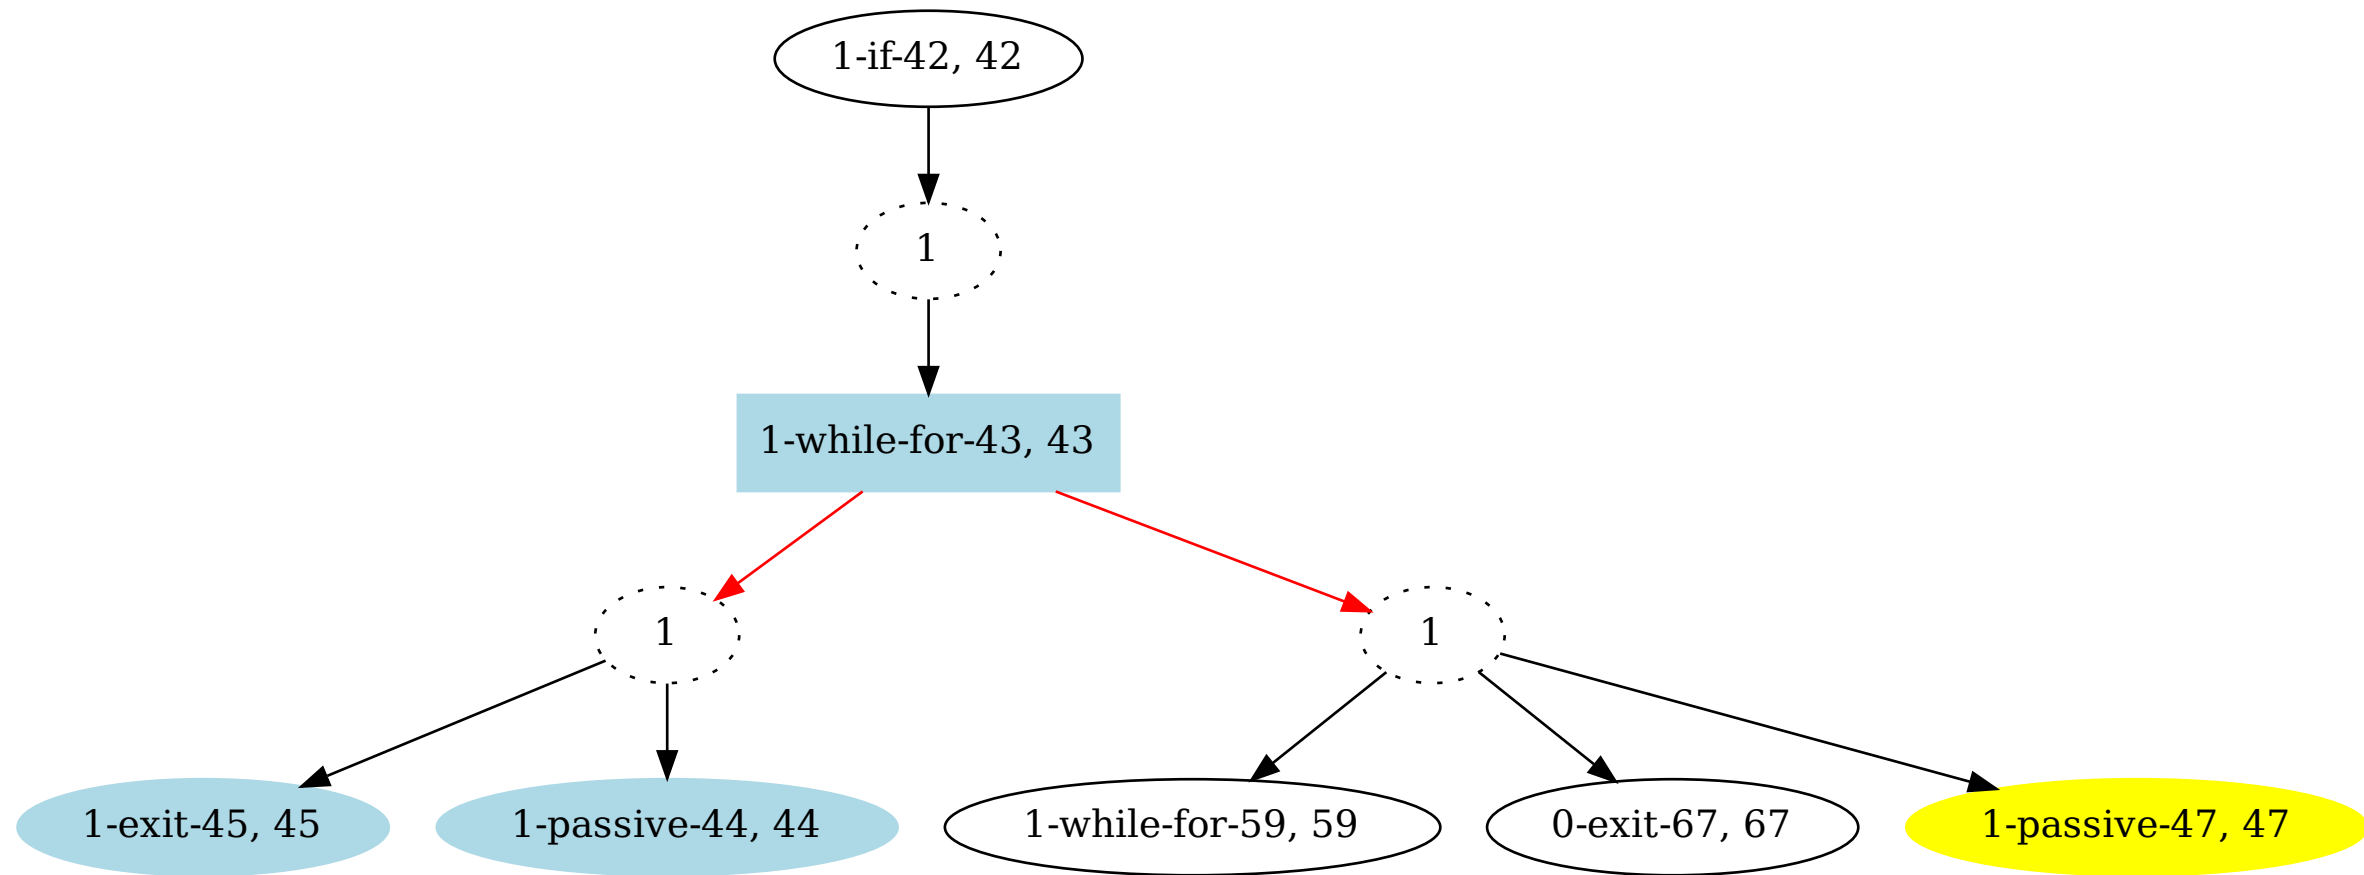 1-if-42, 42
1
1-while-for-43, 43
1
1
1-exit-45, 45
1-passive-44, 44
1-while-for-59, 59
0-exit-67, 67
1-passive-47, 47